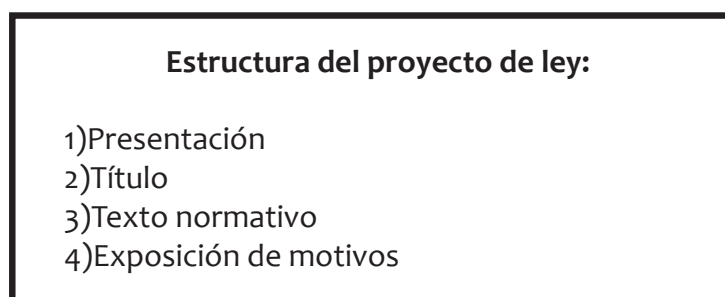 Estructura del proyecto de ley:
1)Presentación
2)Título
3)Texto normativo
4)Exposición de motivos